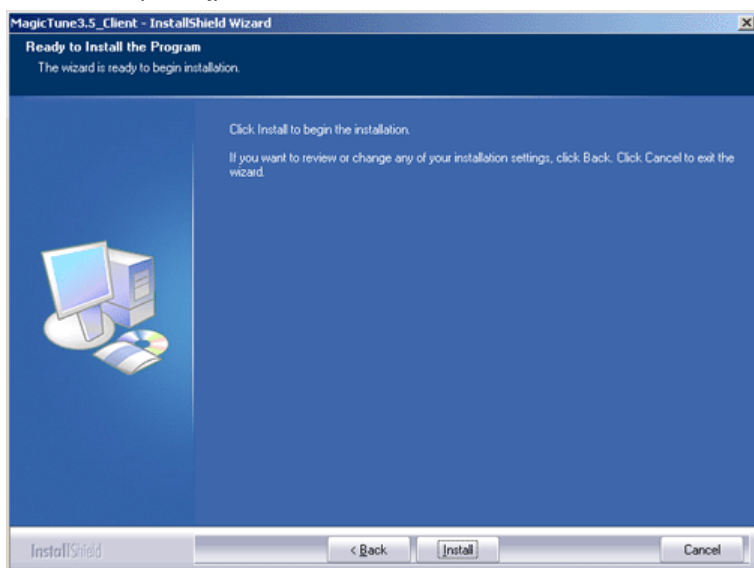 MagicTune3.5_Client - InstallShield Wizard
Ready to Install the Program
The wizard is ready to begin installation.
Click Install to begin the installation.
If you want to review or change any of your installation settings, click Back. Click Cancel to exit the
wizard.
InstallShield
< Back
Install
Cancel